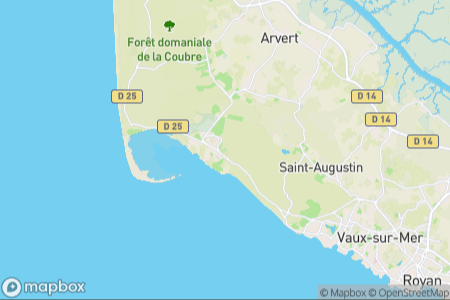 Arvert
Forêt domaniale
de la Coubre
D 25
D 14
D 25
D 14
D 14
Saint-Augustin
Vaux-sur-Mer
Royan
mapbox
© Mapbox © OpenStreetMap